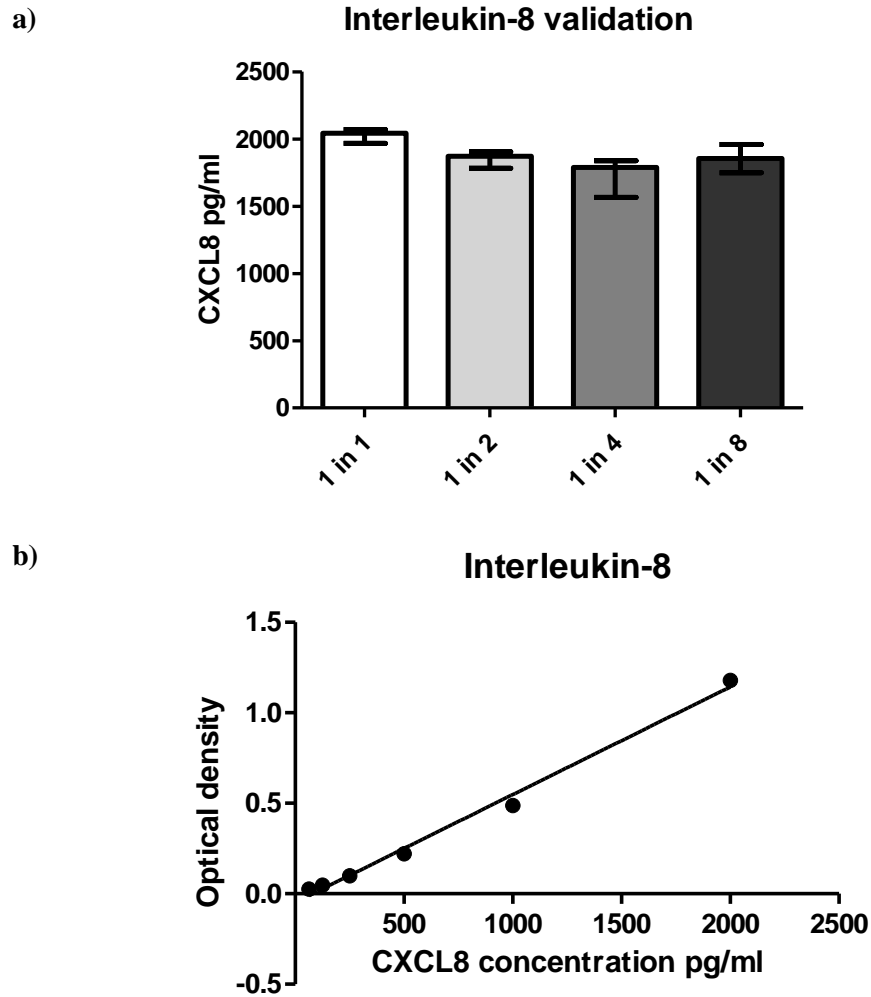 a)
Interleukin-8 validation
CXCL8 pg/ml
2500
2000
1500
1000
500
0
1 in 1
1 in 2
1 in 4
1 in 8
b)
Interleukin-8
Optical density
1.5
1.0
0.5
0.0
-0.5
500
1000
1500
2000
2500
CXCL8 concentration pg/ml